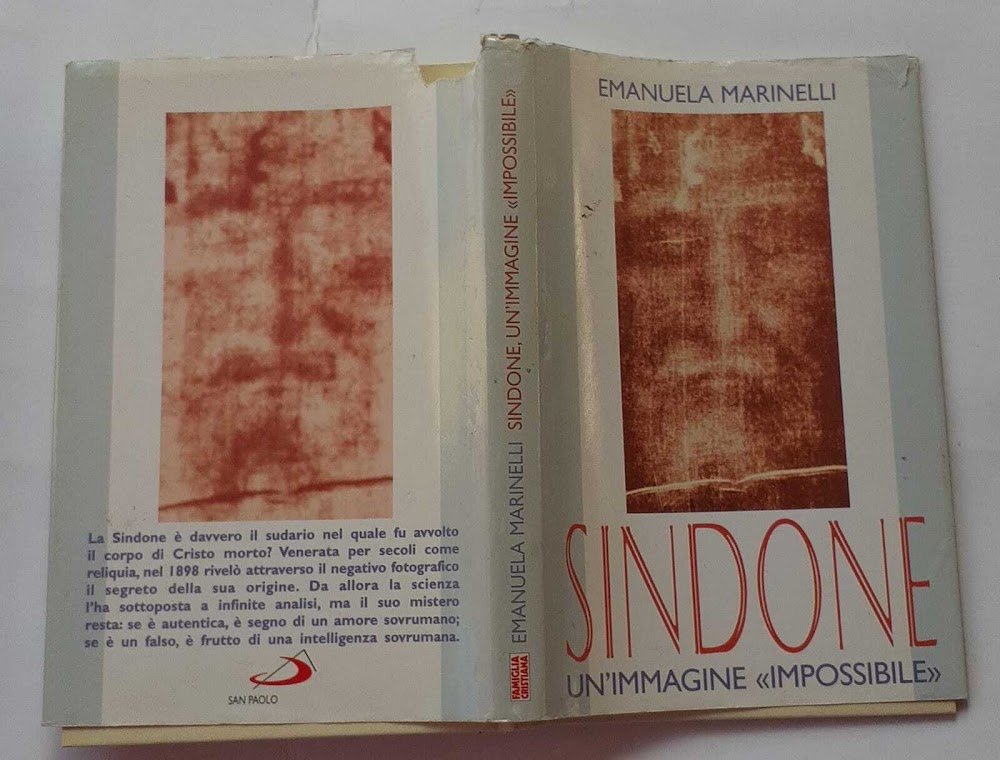 La Sindone è davvero il sudario nel quale fu avvolto
il corpo di Cristo morto? Venerata per secoli come
reliquia, nel 1898 rivelò attraverso il negativo fotografico
il segreto della sua origine. Da allora la scienza
l'ha sottoposta a infinite analisi, ma il suo mistero
resta: se è autentica, è segno di un amore sovrumano;
se è un falso, è frutto di una intelligenza sovrumana.
SAN PAOLO
EMANUELA MARINELLI SINDONE, UN'IMMAGINE «IMPOSSIBILE»
FAMIGLIA
CRISTIANA
EMANUELA MARINELLI
SINDONE
UN'IMMAGINE «IMPOSSIBILE»